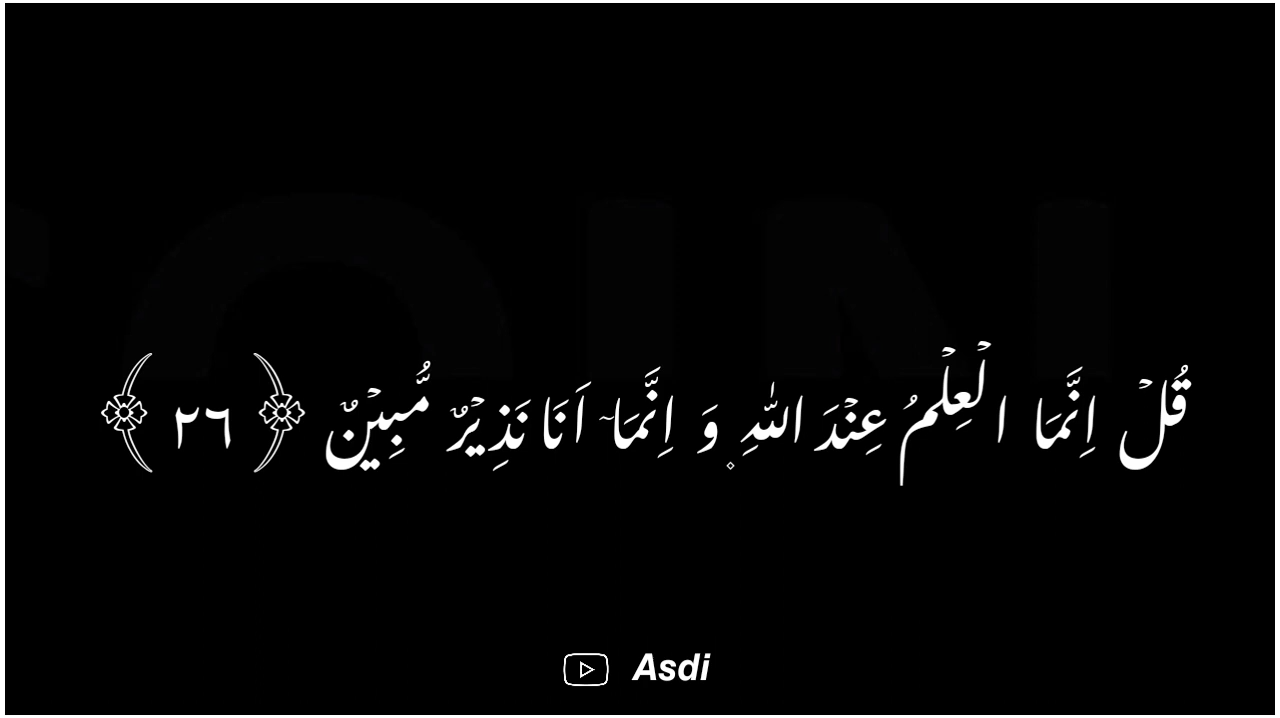 قُلۡ اِنَّمَا الۡعِلۡمُ عِنۡدَ اللّٰهِ ۪ وَ اِنَّمَاۤ اَنَا نَذِيۡرٌ مُّبِيۡنٌ ﴿٢٦﴾
Asdi